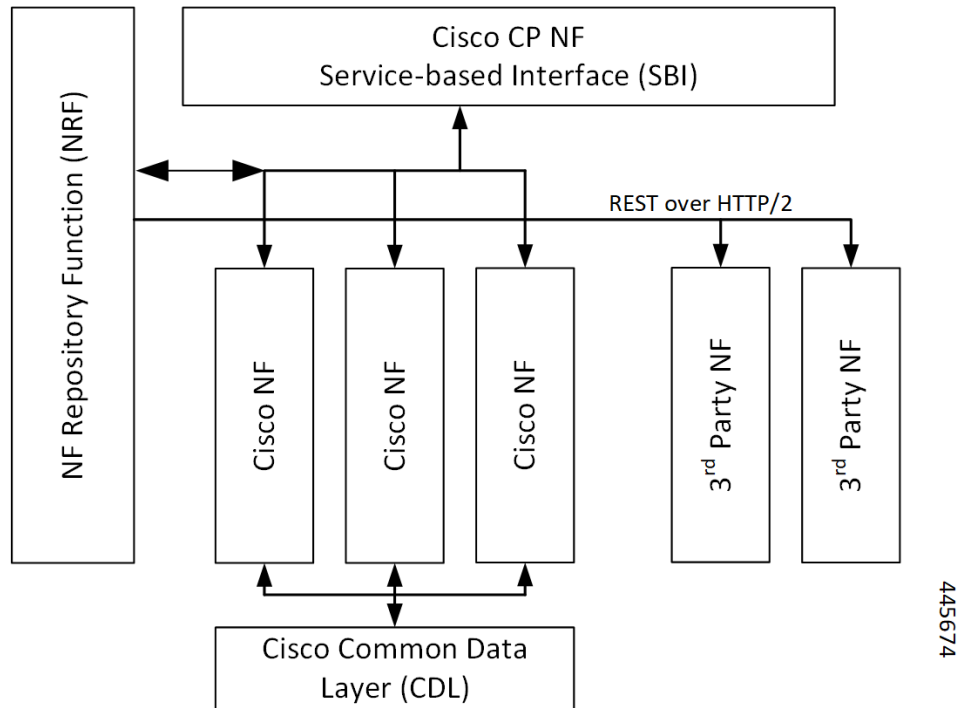 NF Repository Function (NRF)
Cisco CP NF
Service-based Interface (SBI)
REST over HTTP/2
Cisco NF
Cisco NF
Cisco NF
3rd Party NF
3rd Party NF
Cisco Common Data
Layer (CDL)
445674